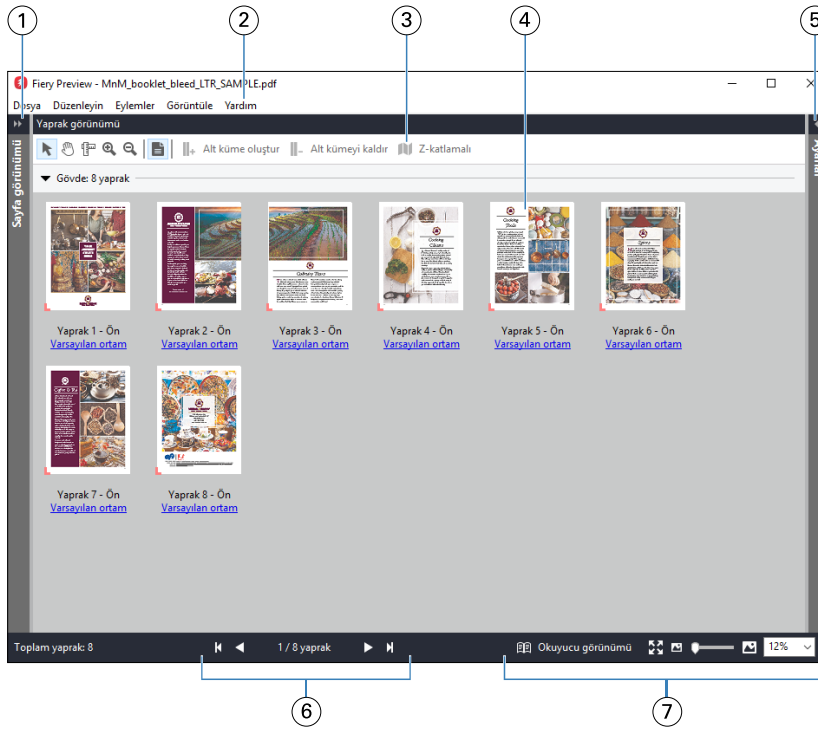 1 2 3 4 5
Fiery Preview - MnM_booklet_bleed_LTR_SAMPLE.pdf
Dosya Düzenleyin Eylemler Görüntüle Yardım
Yaprak görünümü
Sayfa görünümü
Alt küme oluştur Alt kümeyi kaldır Z-katlamalı
Gövde: 8 yaprak
Cooking Classes
Culinary Tours
Yaprak 1 - Ön Yaprak 2 - Ön Yaprak 3 - Ön Yaprak 4 - Ön Yaprak 5 - Ön Yaprak 6 - Ön
Varsayılan ortam Varsayılan ortam Varsayılan ortam Varsayılan ortam Varsayılan ortam Varsayılan ortam
Yaprak 7 - Ön Yaprak 8 - Ön
Varsayılan ortam Varsayılan ortam
Toplam yaprak: 8 1 / 8 yaprak Okuyucu görünümü 12%
6 7